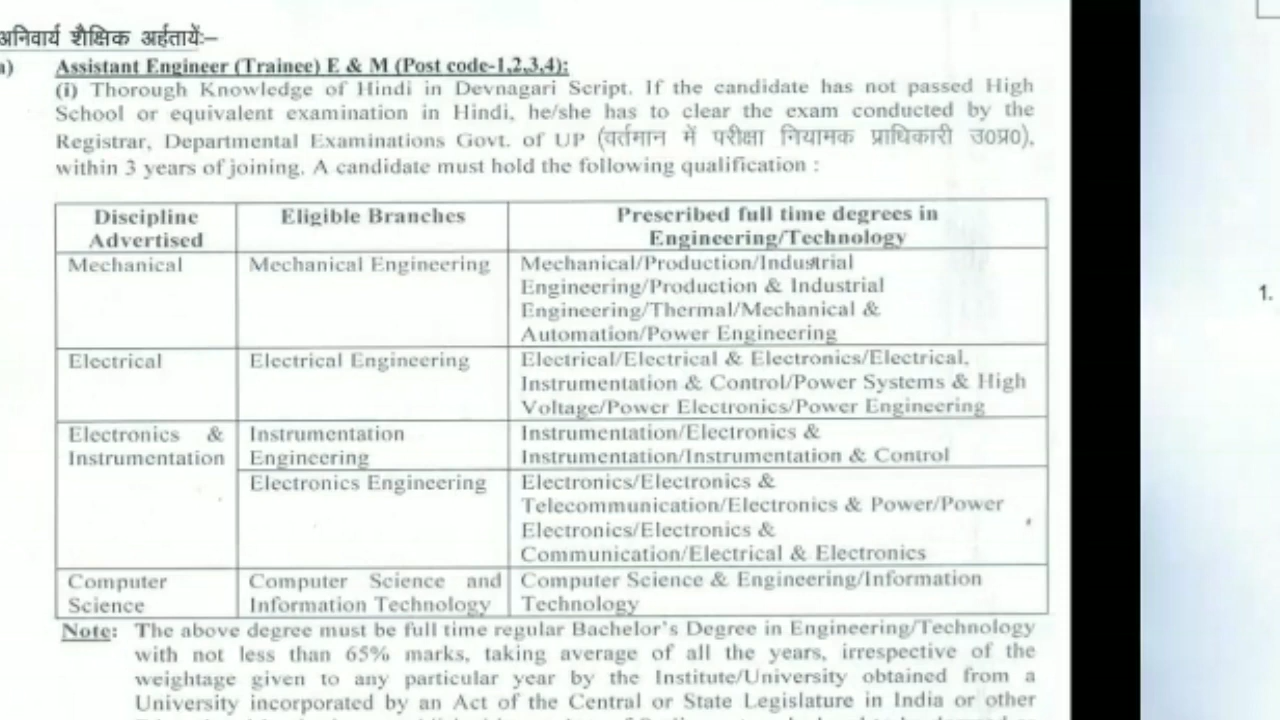 अनिवार्य शैक्षिक अर्हतायें:–
a) Assistant Engineer (Trainee) E & M (Post code-1,2,3,4):
(i) Thorough Knowledge of Hindi in Devnagari Script. If the candidate has not passed High
School or equivalent examination in Hindi, he/she has to clear the exam conducted by the
Registrar, Departmental Examinations Govt. of UP (वर्तमान में परीक्षा नियामक प्राधिकारी उ0प्र0),
within 3 years of joining. A candidate must hold the following qualification :
Discipline Advertised
Eligible Branches
Prescribed full time degrees in
Engineering/Technology
Mechanical
Mechanical Engineering
Mechanical/Production/Industrial
Engineering/Production & Industrial
Engineering/Thermal/Mechanical &
Automation/Power Engineering
Electrical
Electrical Engineering
Electrical/Electrical & Electronics/Electrical,
Instrumentation & Control/Power Systems & High
Voltage/Power Electronics/Power Engineering
Electronics &
Instrumentation
Instrumentation
Engineering
Instrumentation/Electronics &
Instrumentation/Instrumentation & Control
Electronics Engineering
Electronics/Electronics &
Telecommunication/Electronics & Power/Power
Electronics/Electronics &
Communication/Electrical & Electronics
Computer
Science
Computer Science and
Information Technology
Computer Science & Engineering/Information
Technology
Note: The above degree must be full time regular Bachelor's Degree in Engineering/Technology
with not less than 65% marks, taking average of all the years, irrespective of the
weightage given to any particular year by the Institute/University obtained from a
University incorporated by an Act of the Central or State Legislature in India or other
1.